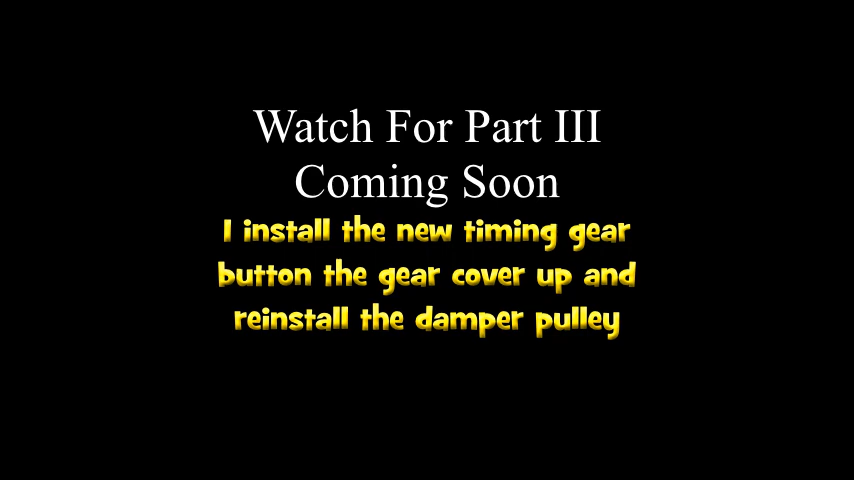 Watch For Part III
Coming Soon
I install the new timing gear
button the gear cover up and
reinstall the damper pulley